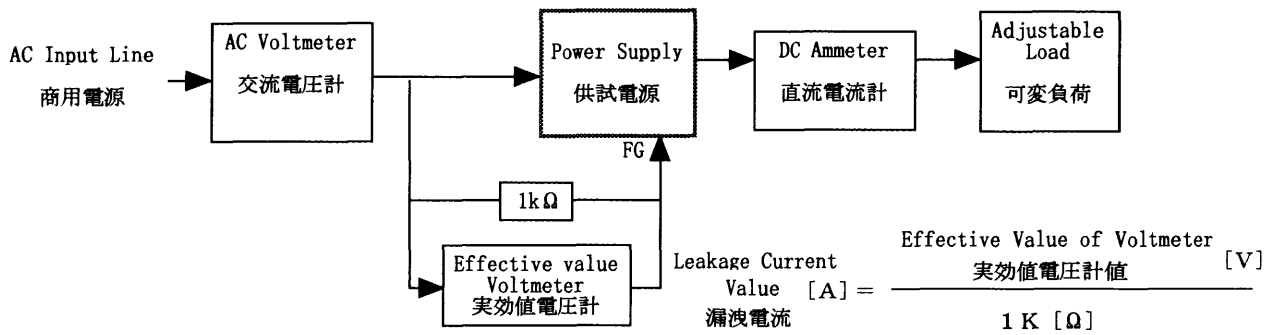 AC Input Line
商用電源
AC Voltmeter
交流電圧計
Power Supply
供試電源
DC Ammeter
直流電流計
Adjustable
Load
可変負荷
FG
1kΩ
Effective value
Voltmeter
実効値電圧計
Leakage Current
Value [A] =
漏洩電流
Effective Value of Voltmeter
実効値電圧計値
[V]
1 K [Ω]